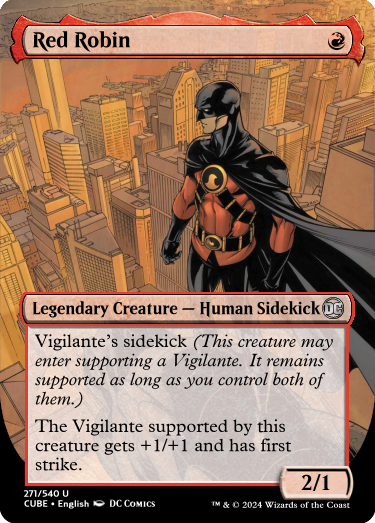 Red Robin
Legendary Creature — Human Sidekick
DC
Vigilante's sidekick (This creature may
enter supporting a Vigilante. It remains
supported as long as you control both of
them.)
The Vigilante supported by this
creature gets +1/+1 and has first
strike.
2/1
271/540 U
CUBE • English DC Comics
™ & © 2024 Wizards of the Coast